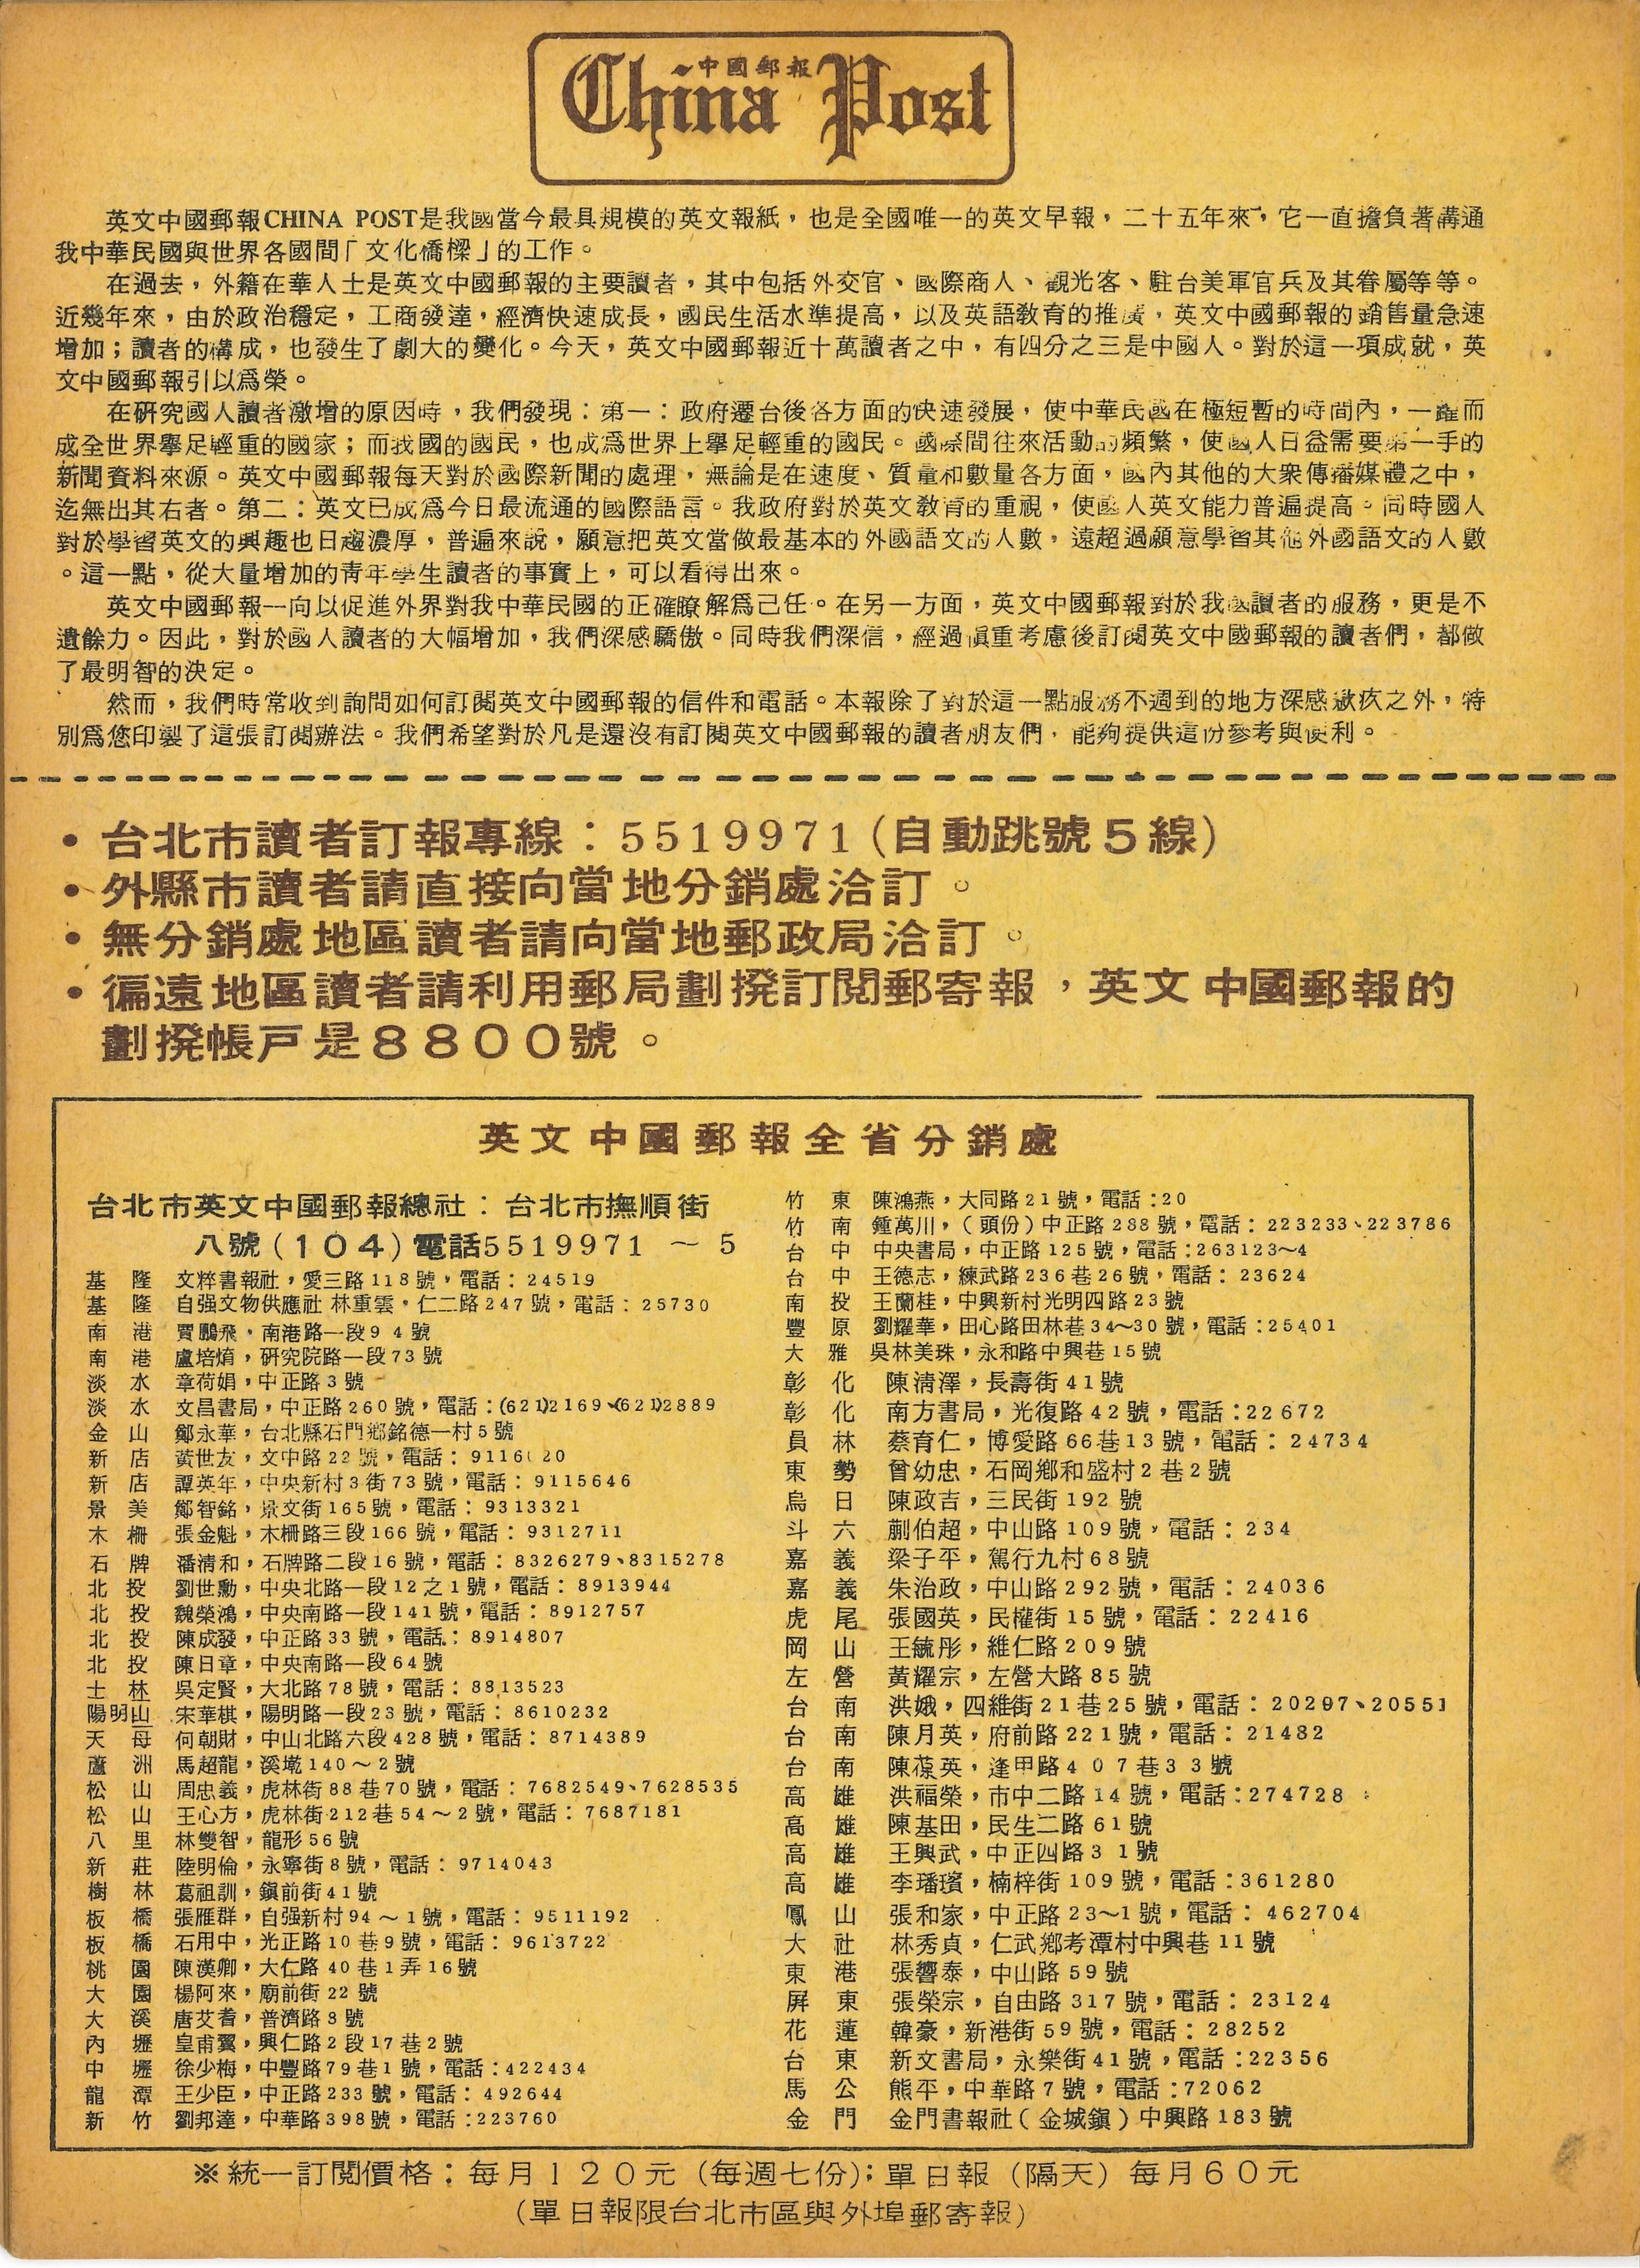 中國郵報
China Post
英文中國郵報CHINA POST是我國當今最具規模的英文報紙，也是全國唯一的英文早報，二十五年來，它一直擔負著溝通
我中華民國與世界各國間「文化橋樑」的工作。
在過去，外籍在華人士是英文中國郵報的主要讀者，其中包括外交官、國際商人、觀光客、駐台美軍官兵及其眷屬等等。
近幾年來，由於政治穩定，工商發達，經濟快速成長，國民生活水準提高，以及英語教育的推廣，英文中國郵報的銷售量急速
增加；讀者的構成，也發生了劇大的變化。今天，英文中國郵報近十萬讀者之中，有四分之三是中國人。對於這一項成就，英
文中國郵報引以爲榮。
在研究國人讀者激增的原因時，我們發現：第一：政府遷台後各方面的快速發展，使中華民國在極短暫的時間內，一躍而
成全世界舉足輕重的國家；而我國的國民，也成爲世界上舉足輕重的國民。國際間往來活動的頻繁，使國人日益需要第一手的
新聞資料來源。英文中國郵報每天對於國際新聞的處理，無論是在速度、質量和數量各方面，國內其他的大衆傳播媒體之中，
迄無出其右者。第二：英文已成爲今日最流通的國際語言。我政府對於英文教育的重視，使國人英文能力普遍提高。同時國人
對於學習英文的興趣也日趨濃厚，普遍來說，願意把英文當做最基本的外國語文的人數，遠超過願意學習其他外國語文的人數
。這一點，從大量增加的青年學生讀者的事實上，可以看得出來。
英文中國郵報一向以促進外界對我中華民國的正確瞭解爲己任。在另一方面，英文中國郵報對於我國讀者的服務，更是不
遺餘力。因此，對於國人讀者的大幅增加，我們深感驕傲。同時我們深信，經過愼重考慮後訂閱英文中國郵報的讀者們，都做
了最明智的決定。
然而，我們時常收到詢問如何訂閱英文中國郵報的信件和電話。本報除了對於這一點服務不週到的地方深感歉疚之外，特
別爲您印製了這張訂閱辦法。我們希望對於凡是還沒有訂閱英文中國郵報的讀者朋友們，能夠提供這份參考與便利。
•台北市讀者訂報專線：5519971(自動跳號5線)
•外縣市讀者請直接向當地分銷處洽訂。
•無分銷處地區讀者請向當地郵政局洽訂。
•徧遠地區讀者請利用郵局劃撥訂閱郵寄報，英文中國郵報的
劃撥帳戶是8800號。
英文中國郵報全省分銷處
台北市英文中國郵報總社：台北市撫順街
八號(104)電話5519971～5
基隆 文粹書報社，愛三路118號，電話：24519
基隆 自强文物供應社 林重雲，仁二路247號，電話：25730
南港 賈鵬飛，南港路一段94號
南港 盧培熕，研究院路一段73號
淡水 章荷娟，中正路3號
淡水 文昌書局，中正路260號，電話：(621)2169、(621)2889
金山 鄭永華，台北縣石門鄉銘德一村5號
新店 黃世友，文中路22號，電話：9116 20
新店 譚英年，中央新村3街73號，電話：9115646
景美 鄭智銘，景文街165號，電話：9313321
木柵 張金魁，木柵路三段166號，電話：9312711
石牌 潘清和，石牌路二段16號，電話：8326279、8315278
北投 劉世勳，中央北路一段12之1號，電話：8913944
北投 魏榮鴻，中央南路一段141號，電話：8912757
北投 陳成發，中正路33號，電話：8914807
北投 陳日章，中央南路一段64號
士林 吳定賢，大北路78號，電話：8813523
陽明山 宋華棋，陽明路一段23號，電話：8610232
天母 何朝財，中山北路六段428號，電話：8714389
蘆洲 馬超龍，溪墘140～2號
松山 周忠義，虎林街88巷70號，電話：7682549、7628535
松山 王心方，虎林街212巷54～2號，電話：7687181
八里 林雙智，龍形56號
新莊 陸明倫，永寧街8號，電話：9714043
樹林 葛祖訓，鎭前街41號
板橋 張雁群，自强新村94～1號，電話：9511192
板橋 石用中，光正路10巷9號，電話：9613722
桃園 陳漢卿，大仁路40巷1弄16號
大園 楊阿來，廟前街22號
大溪 唐艾耆，普濟路8號
內壢 皇甫翼，興仁路2段17巷2號
中壢 徐少梅，中豐路79巷1號，電話：422434
龍潭 王少臣，中正路233號，電話：492644
新竹 劉邦達，中華路398號，電話：223760
竹東 陳鴻燕，大同路21號，電話：20
竹南 鍾萬川，（頭份）中正路288號，電話：223233、223786
台中 中央書局，中正路125號，電話：263123～4
台中 王德志，練武路236巷26號，電話：23624
南投 王蘭桂，中興新村光明四路23號
豐原 劉耀華，田心路田林巷34～30號，電話：25401
大雅 吳林美珠，永和路中興巷15號
彰化 陳清澤，長壽街41號
彰化 南方書局，光復路42號，電話：22672
員林 蔡育仁，博愛路66巷13號，電話：24734
東勢 曾幼忠，石岡鄉和盛村2巷2號
烏日 陳政吉，三民街192號
斗六 蒯伯超，中山路109號，電話：234
嘉義 梁子平，駕行九村68號
嘉義 朱治政，中山路292號，電話：24036
虎尾 張國英，民權街15號，電話：22416
岡山 王毓彤，維仁路209號
左營 黃耀宗，左營大路85號
台南 洪娥，四維街21巷25號，電話：20297、20551
台南 陳月英，府前路221號，電話：21482
台南 陳葆英，逢甲路407巷33號
高雄 洪福榮，市中二路14號，電話：274728
高雄 陳基田，民生二路61號
高雄 王興武，中正四路31號
高雄 李璠璸，楠梓街109號，電話：361280
鳳山 張和家，中正路23～1號，電話：462704
大社 林秀貞，仁武鄉考潭村中興巷11號
東港 張響泰，中山路59號
屏東 張榮宗，自由路317號，電話：23124
花蓮 韓豪，新港街59號，電話：28252
台東 新文書局，永樂街41號，電話：22356
馬公 熊平，中華路7號，電話：72062
金門 金門書報社（金城鎭）中興路183號
※統一訂閱價格：每月120元（每週七份）；單日報（隔天）每月60元
（單日報限台北市區與外埠郵寄報）